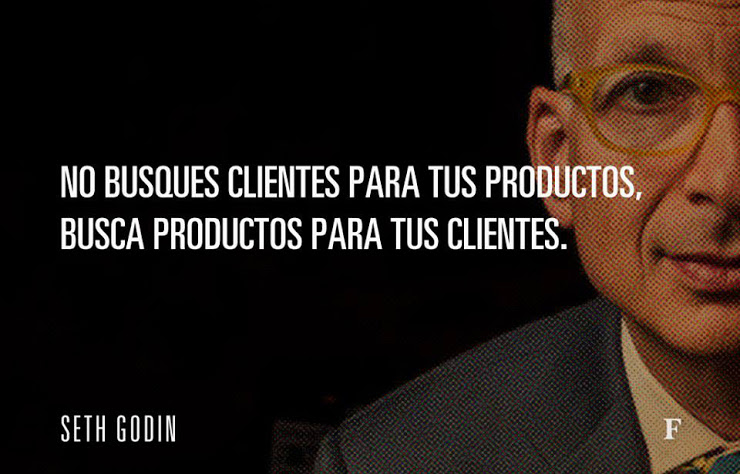 NO BUSQUES CLIENTES PARA TUS PRODUCTOS,
BUSCA PRODUCTOS PARA TUS CLIENTES.
SETH GODIN
F